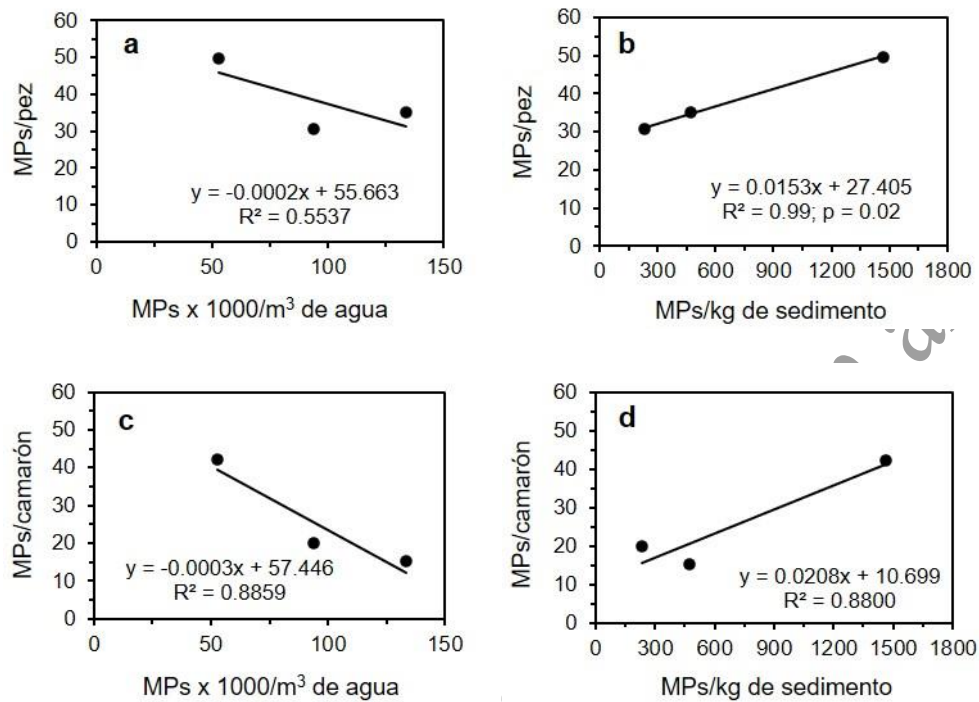 a
MPs/pez
60
50
40
30
20
10
0
y = -0.0002x + 55.663
R² = 0.5537
0 50 100 150
MPs x 1000/m³ de agua
b
MPs/pez
60
50
40
30
20
10
0
y = 0.0153x + 27.405
R² = 0.99; p = 0.02
0 300 600 900 1200 1500 1800
MPs/kg de sedimento
c
MPs/camarón
60
50
40
30
20
10
0
y = -0.0003x + 57.446
R² = 0.8859
0 50 100 150
MPs x 1000/m³ de agua
d
MPs/camarón
60
50
40
30
20
10
0
y = 0.0208x + 10.699
R² = 0.8800
0 300 600 900 1200 1500 1800
MPs/kg de sedimento